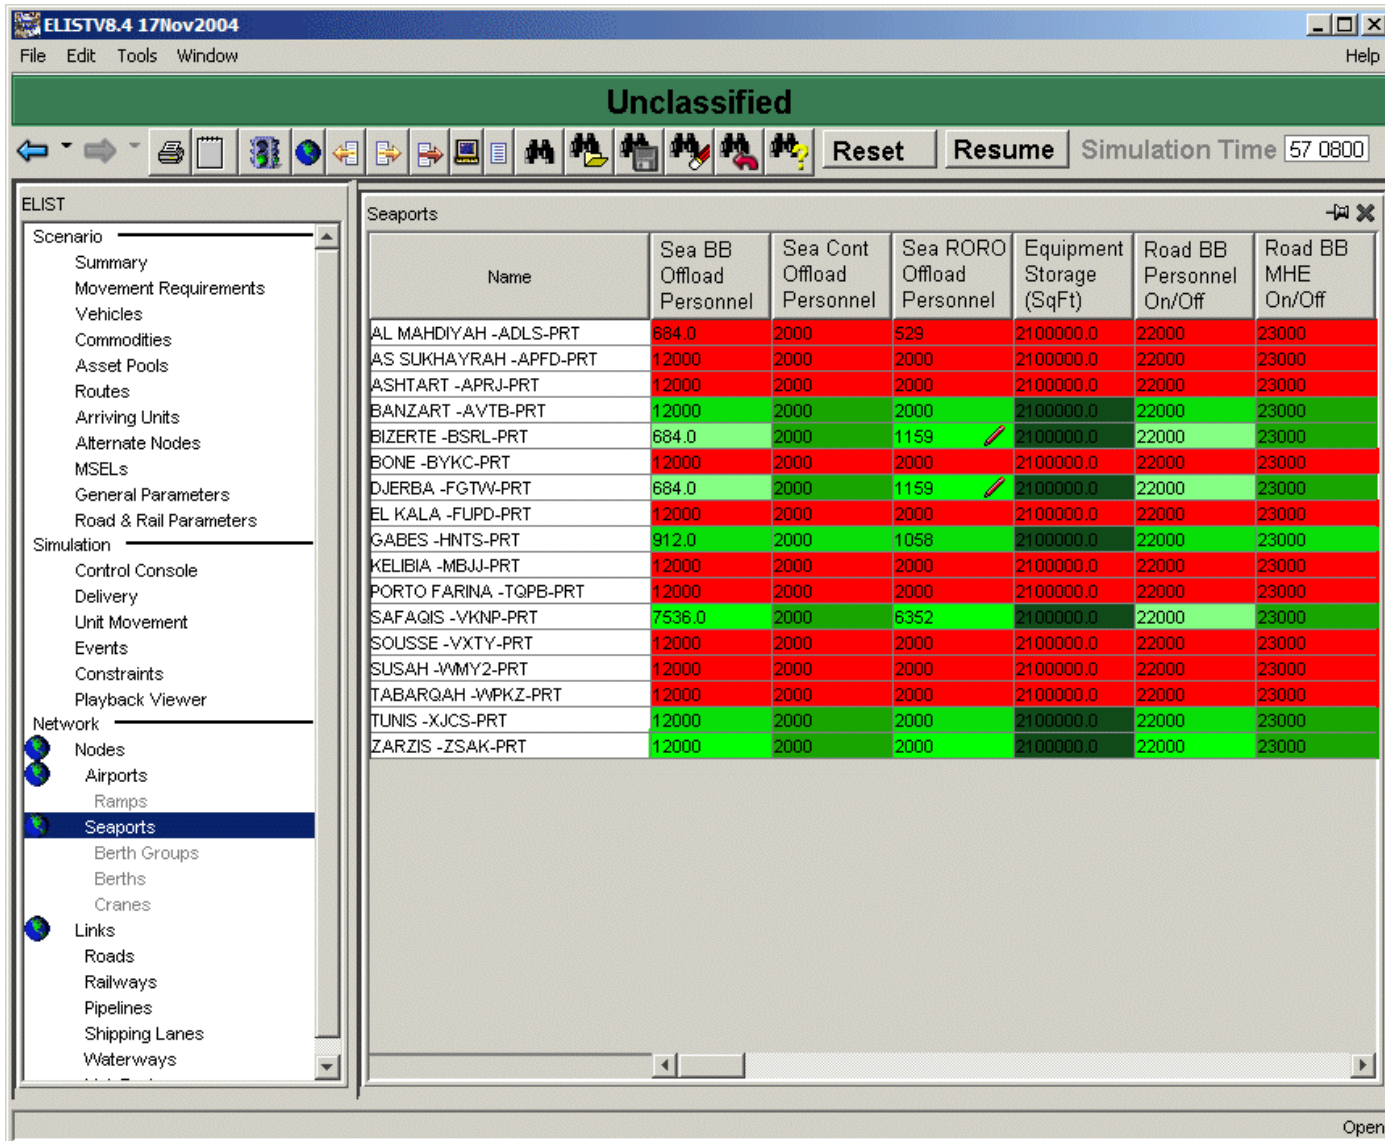 ELISTV8.4 17Nov2004
File Edit Tools Window Help
Unclassified
Reset Resume Simulation Time 57 0800
ELIST
Scenario
Summary
Movement Requirements
Vehicles
Commodities
Asset Pools
Routes
Arriving Units
Alternate Nodes
MSELs
General Parameters
Road & Rail Parameters
Simulation
Control Console
Delivery
Unit Movement
Events
Constraints
Playback Viewer
Network
Nodes
Airports
Ramps
Seaports
Berth Groups
Berths
Cranes
Links
Roads
Railways
Pipelines
Shipping Lanes
Waterways
Seaports
Name
Sea BB
Offload
Personnel
Sea Cont
Offload
Personnel
Sea RORO
Offload
Personnel
Equipment
Storage
(SqFt)
Road BB
Personnel
On/Off
Road BB
MHE
On/Off
AL MAHDIYAH -ADLS-PRT 684.0 2000 529 2100000.0 22000 23000
AS SUKHAYRAH -APFD-PRT 12000 2000 2000 2100000.0 22000 23000
ASHTART -APRJ-PRT 12000 2000 2000 2100000.0 22000 23000
BANZART -AVTB-PRT 12000 2000 2000 2100000.0 22000 23000
BIZERTE -BSRL-PRT 684.0 2000 1159 2100000.0 22000 23000
BONE -BYKC-PRT 12000 2000 2000 2100000.0 22000 23000
DJERBA -FGTW-PRT 684.0 2000 1159 2100000.0 22000 23000
EL KALA -FUPD-PRT 12000 2000 2000 2100000.0 22000 23000
GABES -HNTS-PRT 912.0 2000 1058 2100000.0 22000 23000
KELIBIA -MBJJ-PRT 12000 2000 2000 2100000.0 22000 23000
PORTO FARINA -TQPB-PRT 12000 2000 2000 2100000.0 22000 23000
SAFAQIS -VKNP-PRT 7536.0 2000 6352 2100000.0 22000 23000
SOUSSE -VXTY-PRT 12000 2000 2000 2100000.0 22000 23000
SUSAH -WMY2-PRT 12000 2000 2000 2100000.0 22000 23000
TABARQAH -WPKZ-PRT 12000 2000 2000 2100000.0 22000 23000
TUNIS -XJCS-PRT 12000 2000 2000 2100000.0 22000 23000
ZARZIS -ZSAK-PRT 12000 2000 2000 2100000.0 22000 23000
Open